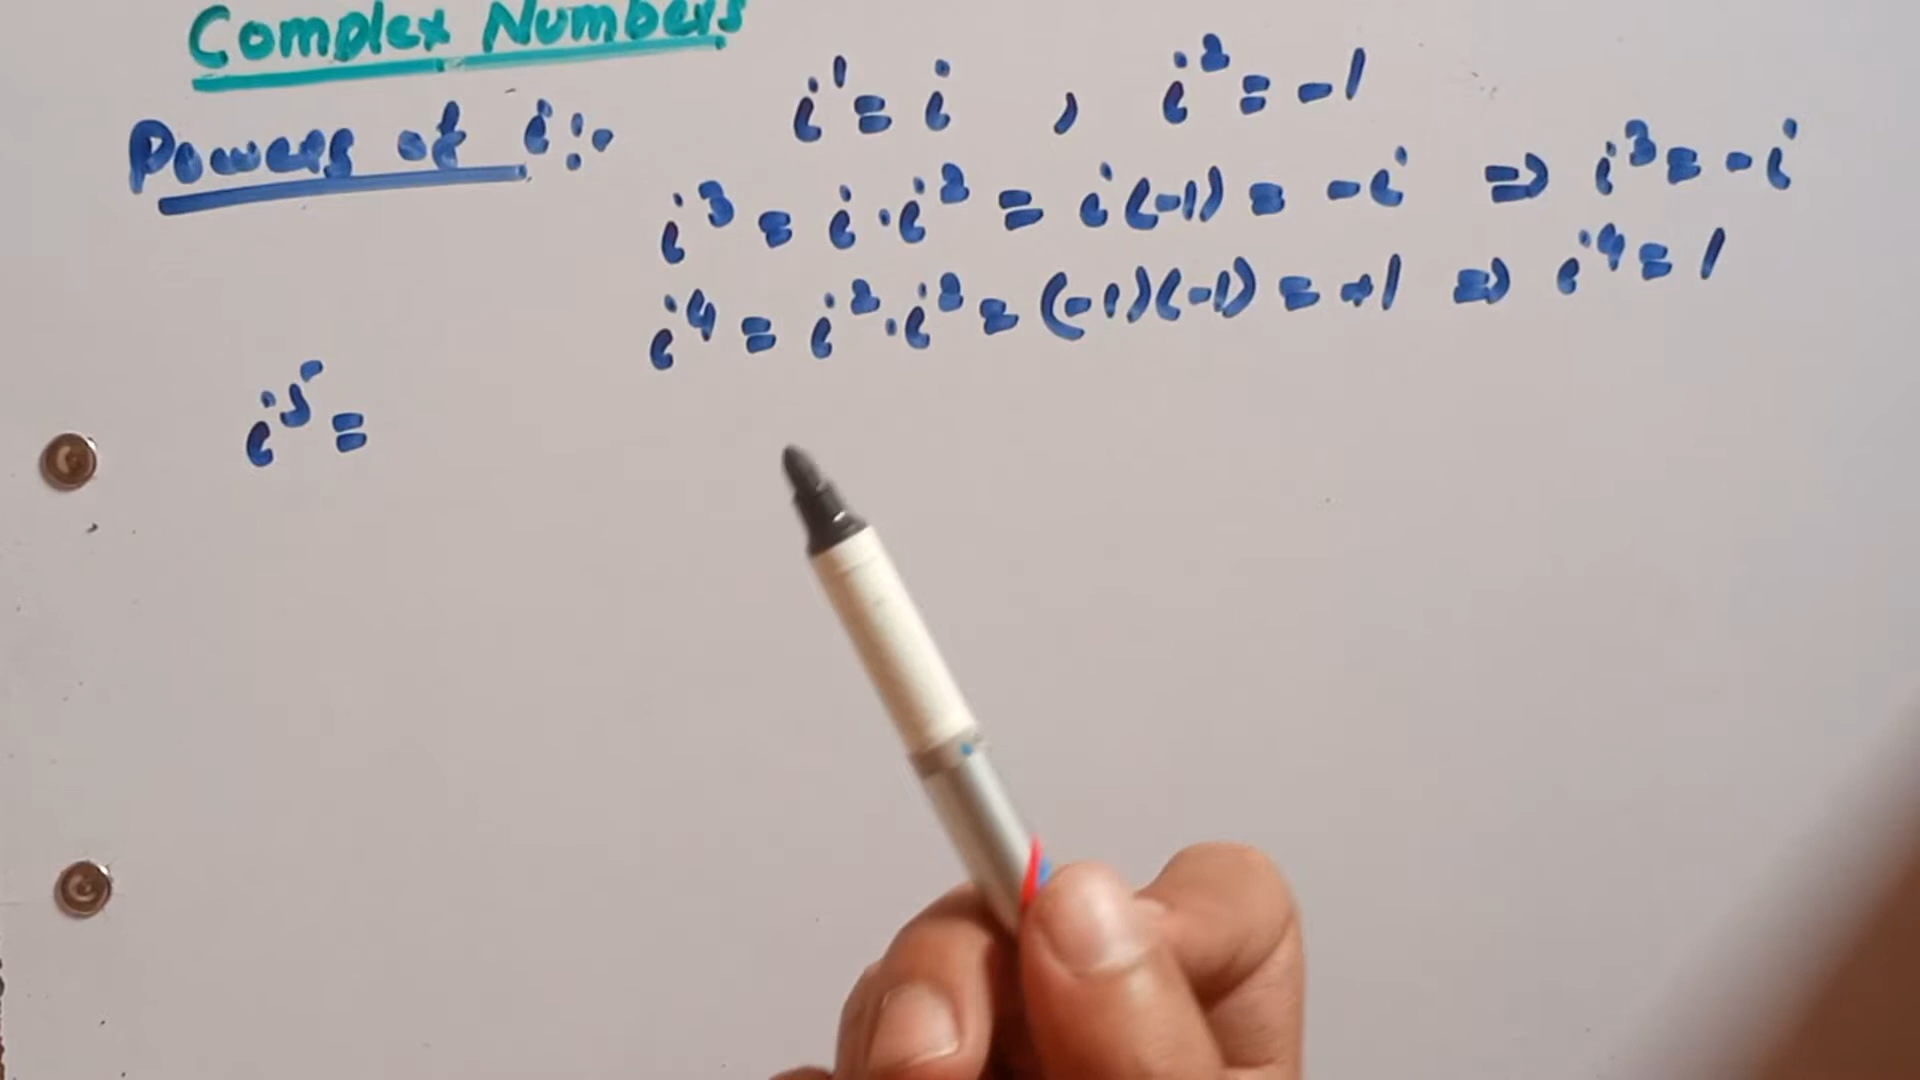 Complex Numbers
Powers of i:- i¹ = i , i² = -1
i³ = i·i² = i(-1) = -i ⇒ i³ = -i
i⁴ = i²·i² = (-1)(-1) = +1 ⇒ i⁴ = 1
i⁵ =